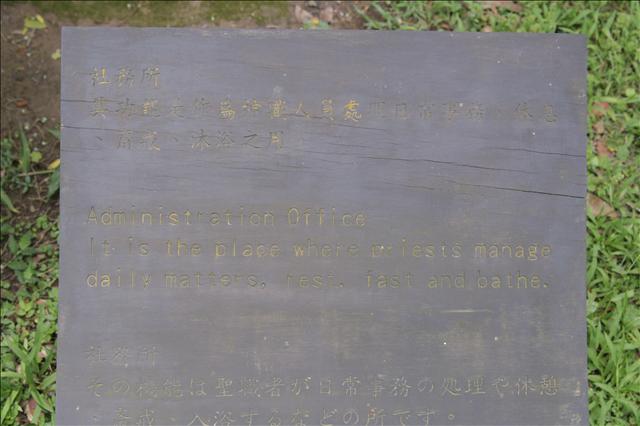 社務所
其功能大都為神職人員處理日常事務、休息
、齋戒、沐浴之用
Administration Office
It is the place where priests manage
daily matters, rest, fast and bathe.
社務所
その機能は聖職者が日常事務の処理や休憩
、斎戒、入浴するなどの所です。